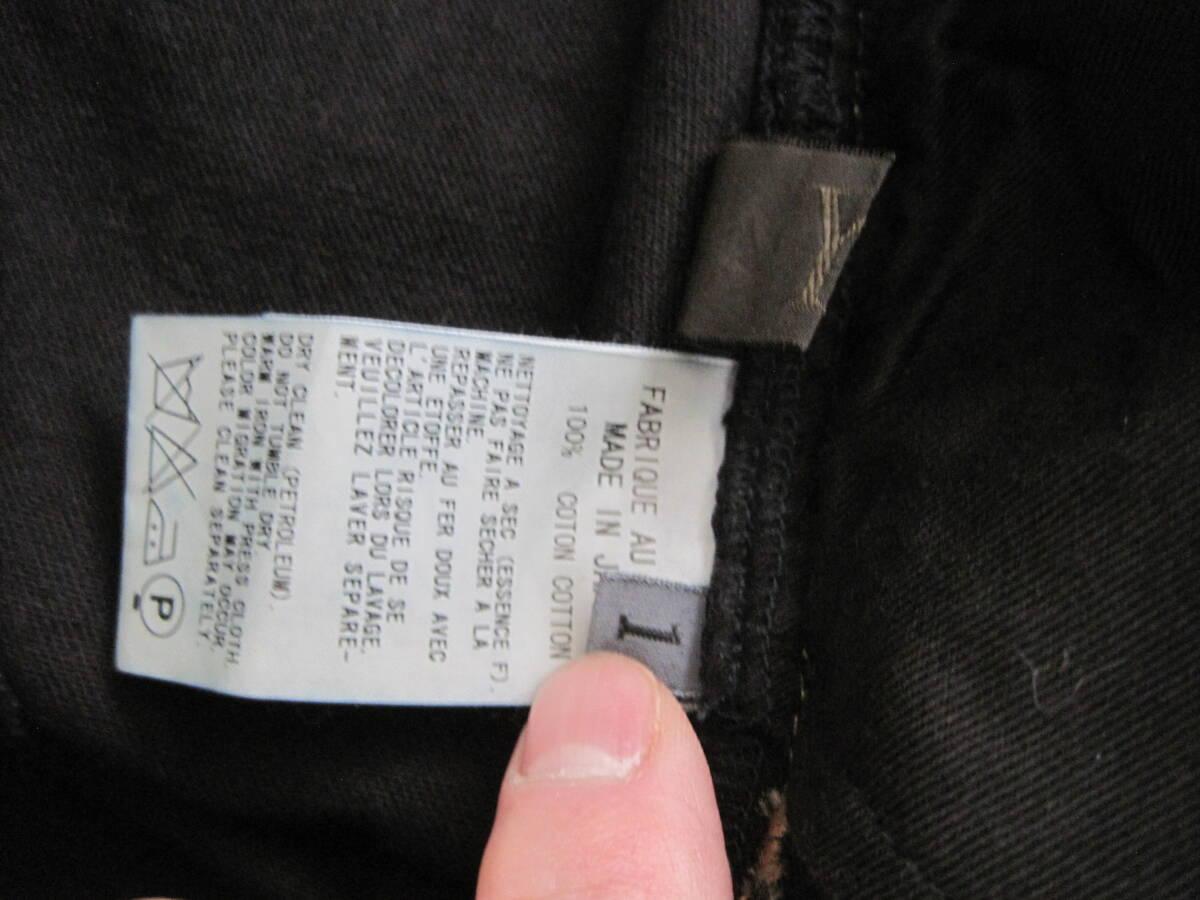 FABRIQUE AU
MADE IN
100% COTON COTTON
NETTOYAGE A SEC (ESSENCE F).
NE PAS FAIRE SECHER A LA
MACHINE.
REPASSER AU FER DOUX AVEC
UNE ETOFFE.
L'ARTICLE RISQUE DE SE
DECOLORER LORS DU LAVAGE.
VEUILLEZ LAVER SEPARE-
MENT.
DRY CLEAN (PETROLEUM).
DO NOT TUMBLE DRY
WARM IRON WITH PRESS CLOTH.
COLOR MIGRATION MAY OCCUR.
PLEASE CLEAN SEPARATELY.
P
1